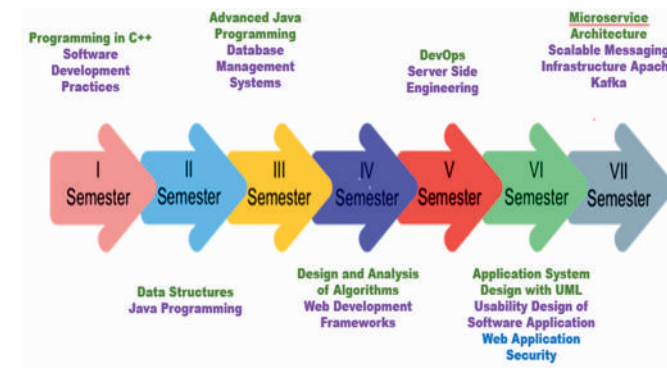 Programming in C++
Software
Development
Practices
Advanced Java
Programming
Database
Management
Systems
DevOps
Server Side
Engineering
Microservice
Architecture
Scalable Messaging
Infrastructure Apach
Kafka
I
Semester
II
Semester
III
Semester
IV
Semester
V
Semester
VI
Semester
VII
Semester
Data Structures
Java Programming
Design and Analysis
of Algorithms
Web Development
Frameworks
Application System
Design with UML
Usability Design of
Software Application
Web Application
Security